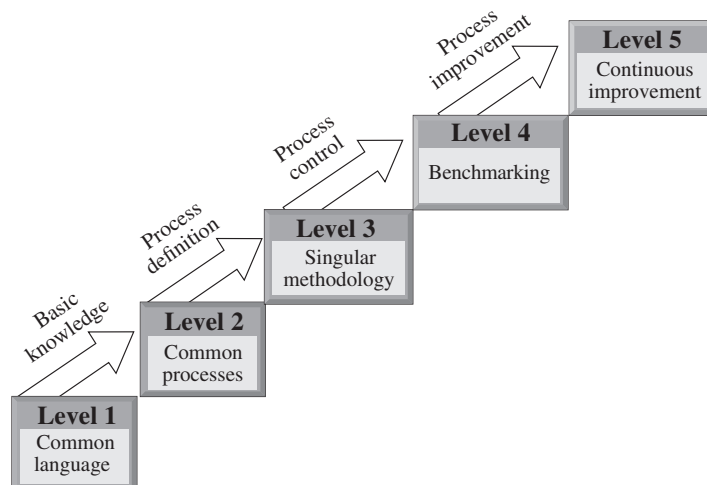 Process
improvement
Level 5
Continuous
improvement
Process
control
Level 4
Benchmarking
Process
definition
Level 3
Singular
methodology
Basic
knowledge
Level 2
Common
processes
Level 1
Common
language